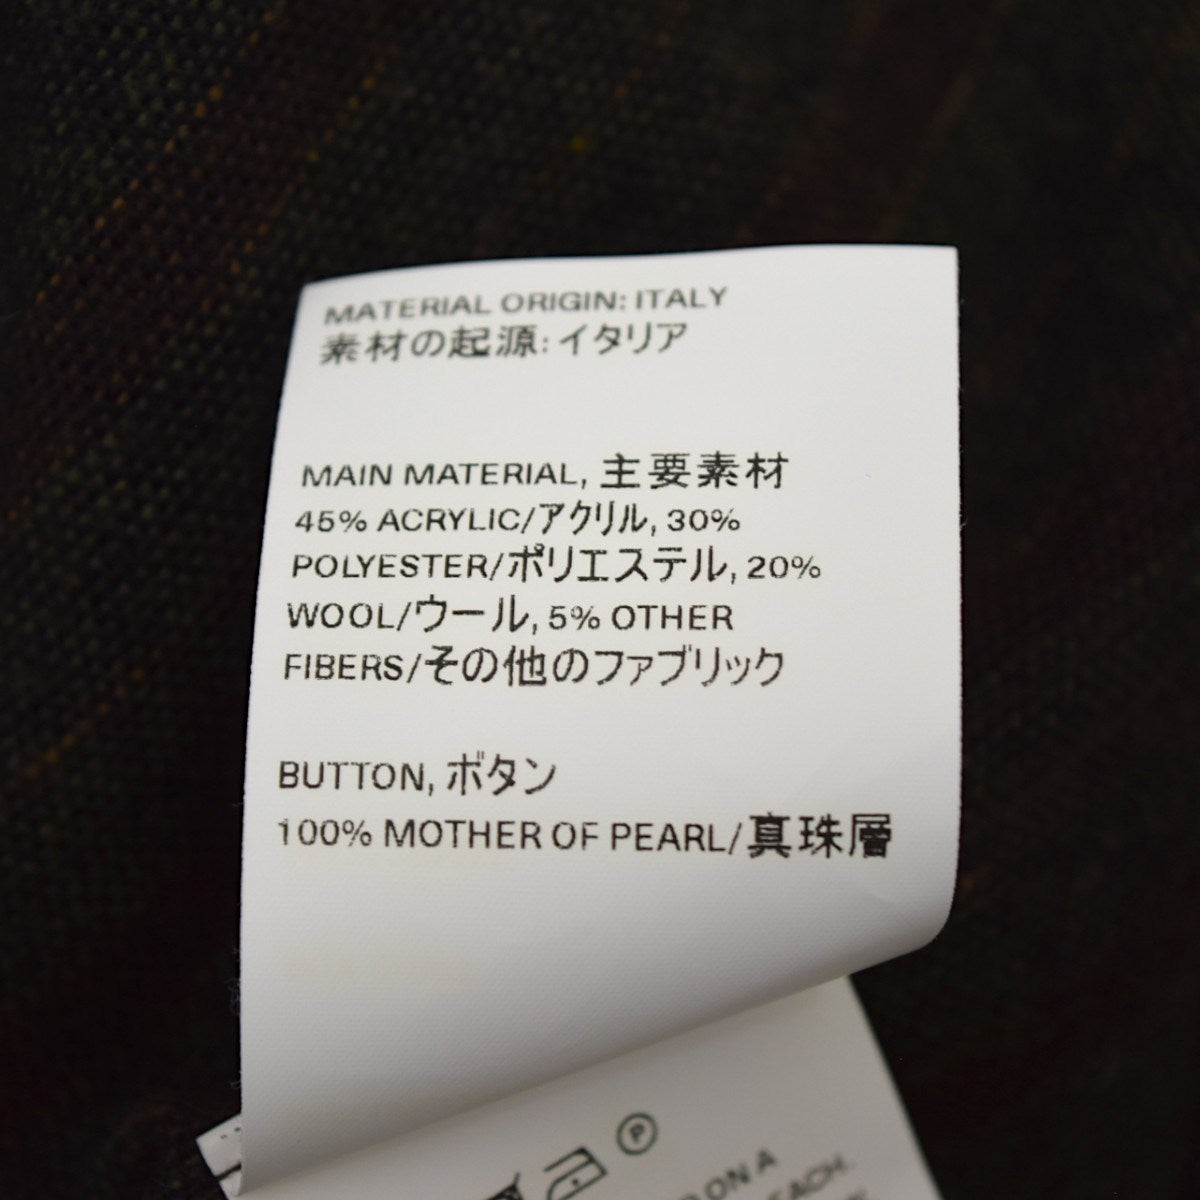 MATERIAL ORIGIN: ITALY
素材の起源: イタリア
MAIN MATERIAL, 主要素材
45% ACRYLIC/アクリル, 30%
POLYESTER/ポリエステル, 20%
WOOL/ウール, 5% OTHER
FIBERS/その他のファブリック
BUTTON, ボタン
100% MOTHER OF PEARL/真珠層
P
ON A